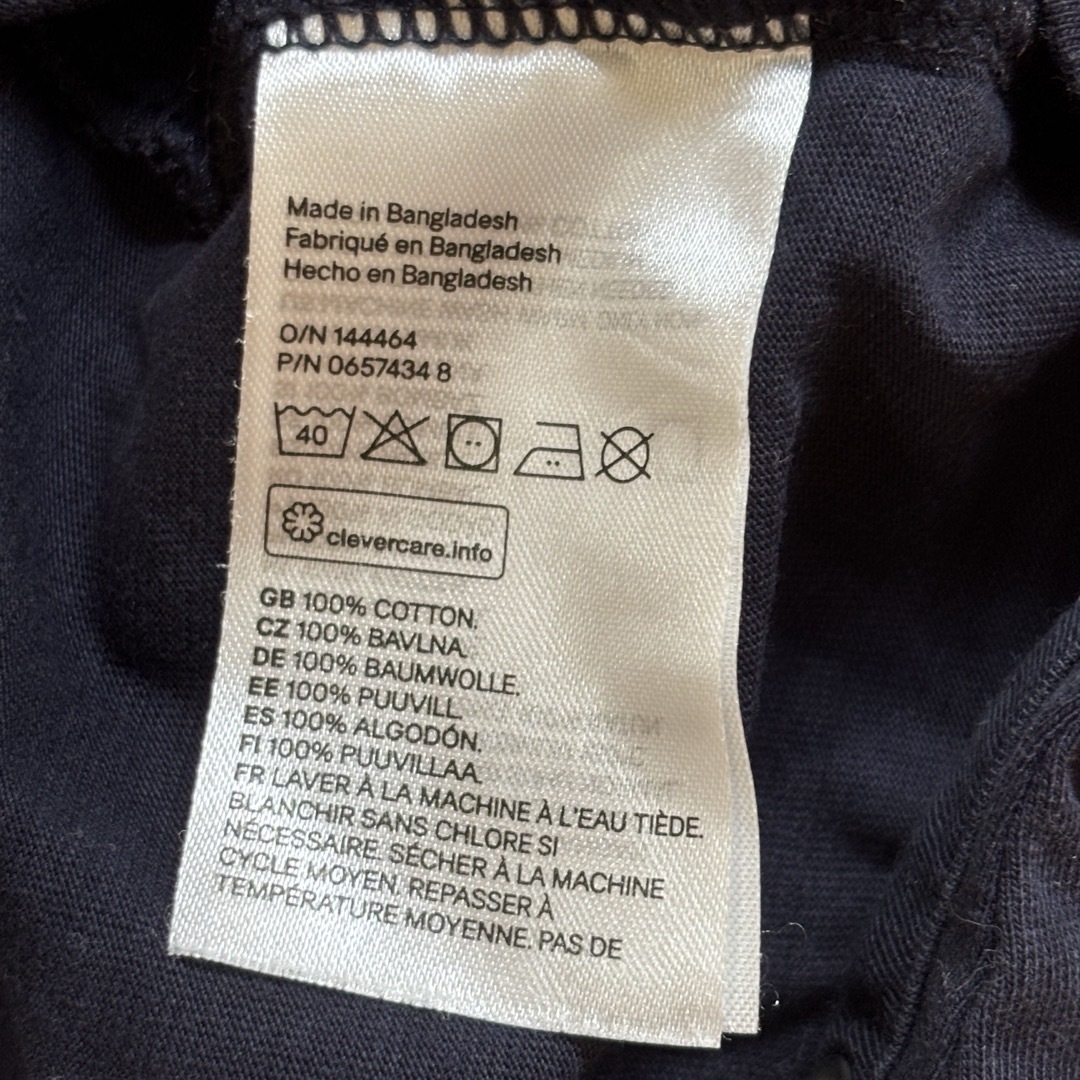 Made in Bangladesh
Fabriqué en Bangladesh
Hecho en Bangladesh
O/N 144464
P/N 0657434 8
40
clevercare.info
GB 100% COTTON.
CZ 100% BAVLNA.
DE 100% BAUMWOLLE.
EE 100% PUUVILL.
ES 100% ALGODÓN.
FI 100% PUUVILLAA.
FR LAVER À LA MACHINE À L'EAU TIÈDE.
BLANCHIR SANS CHLORE SI
NÉCESSAIRE. SÉCHER À LA MACHINE
CYCLE MOYEN. REPASSER À
TEMPÉRATURE MOYENNE. PAS DE